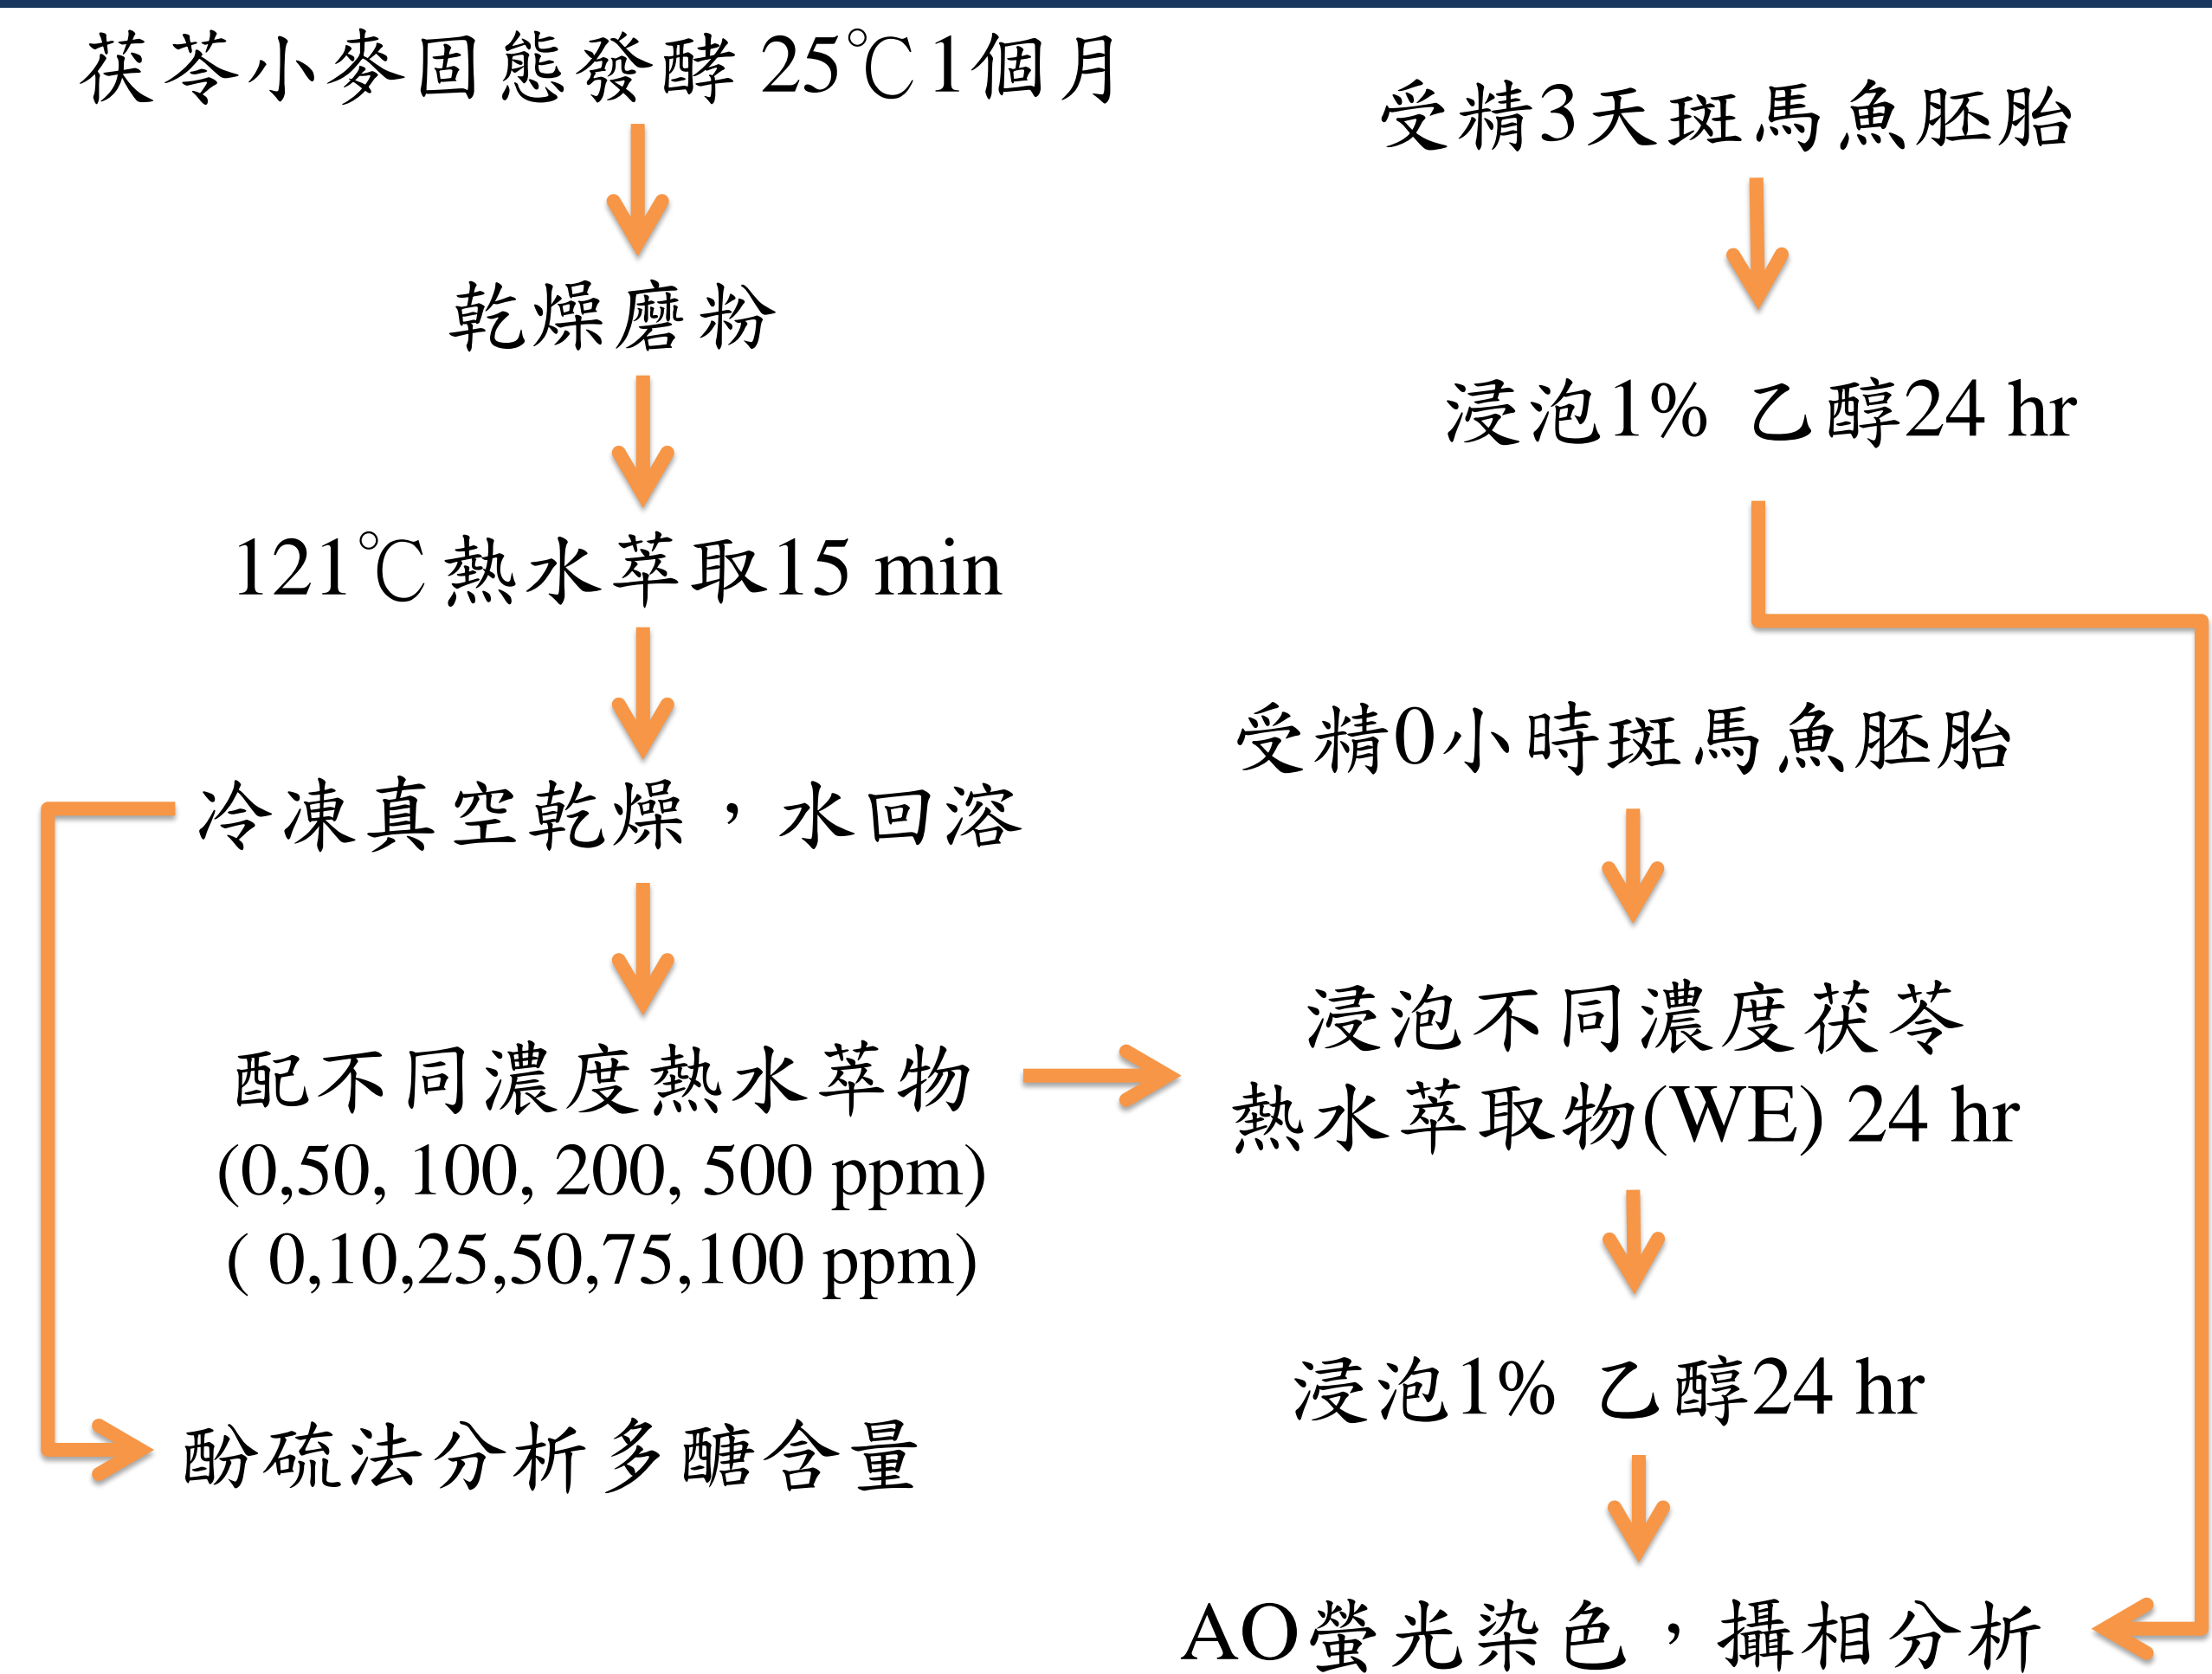 茯苓小麥固態發酵 25℃ 1個月
乾燥磨粉
121℃熱水萃取15 min
冷凍真空乾燥，水回溶
配不同濃度熱水萃物
(0,50, 100, 200, 500 ppm)
( 0,10,25,50,75,100 ppm)
酚硫法分析多醣含量
受精3天斑馬魚胚胎
浸泡1% 乙醇24 hr
受精0小時斑馬魚胚胎
浸泡不同濃度茯苓
熱水萃取物(WE) 24 hr
浸泡1% 乙醇24 hr
AO螢光染色，攝相分析